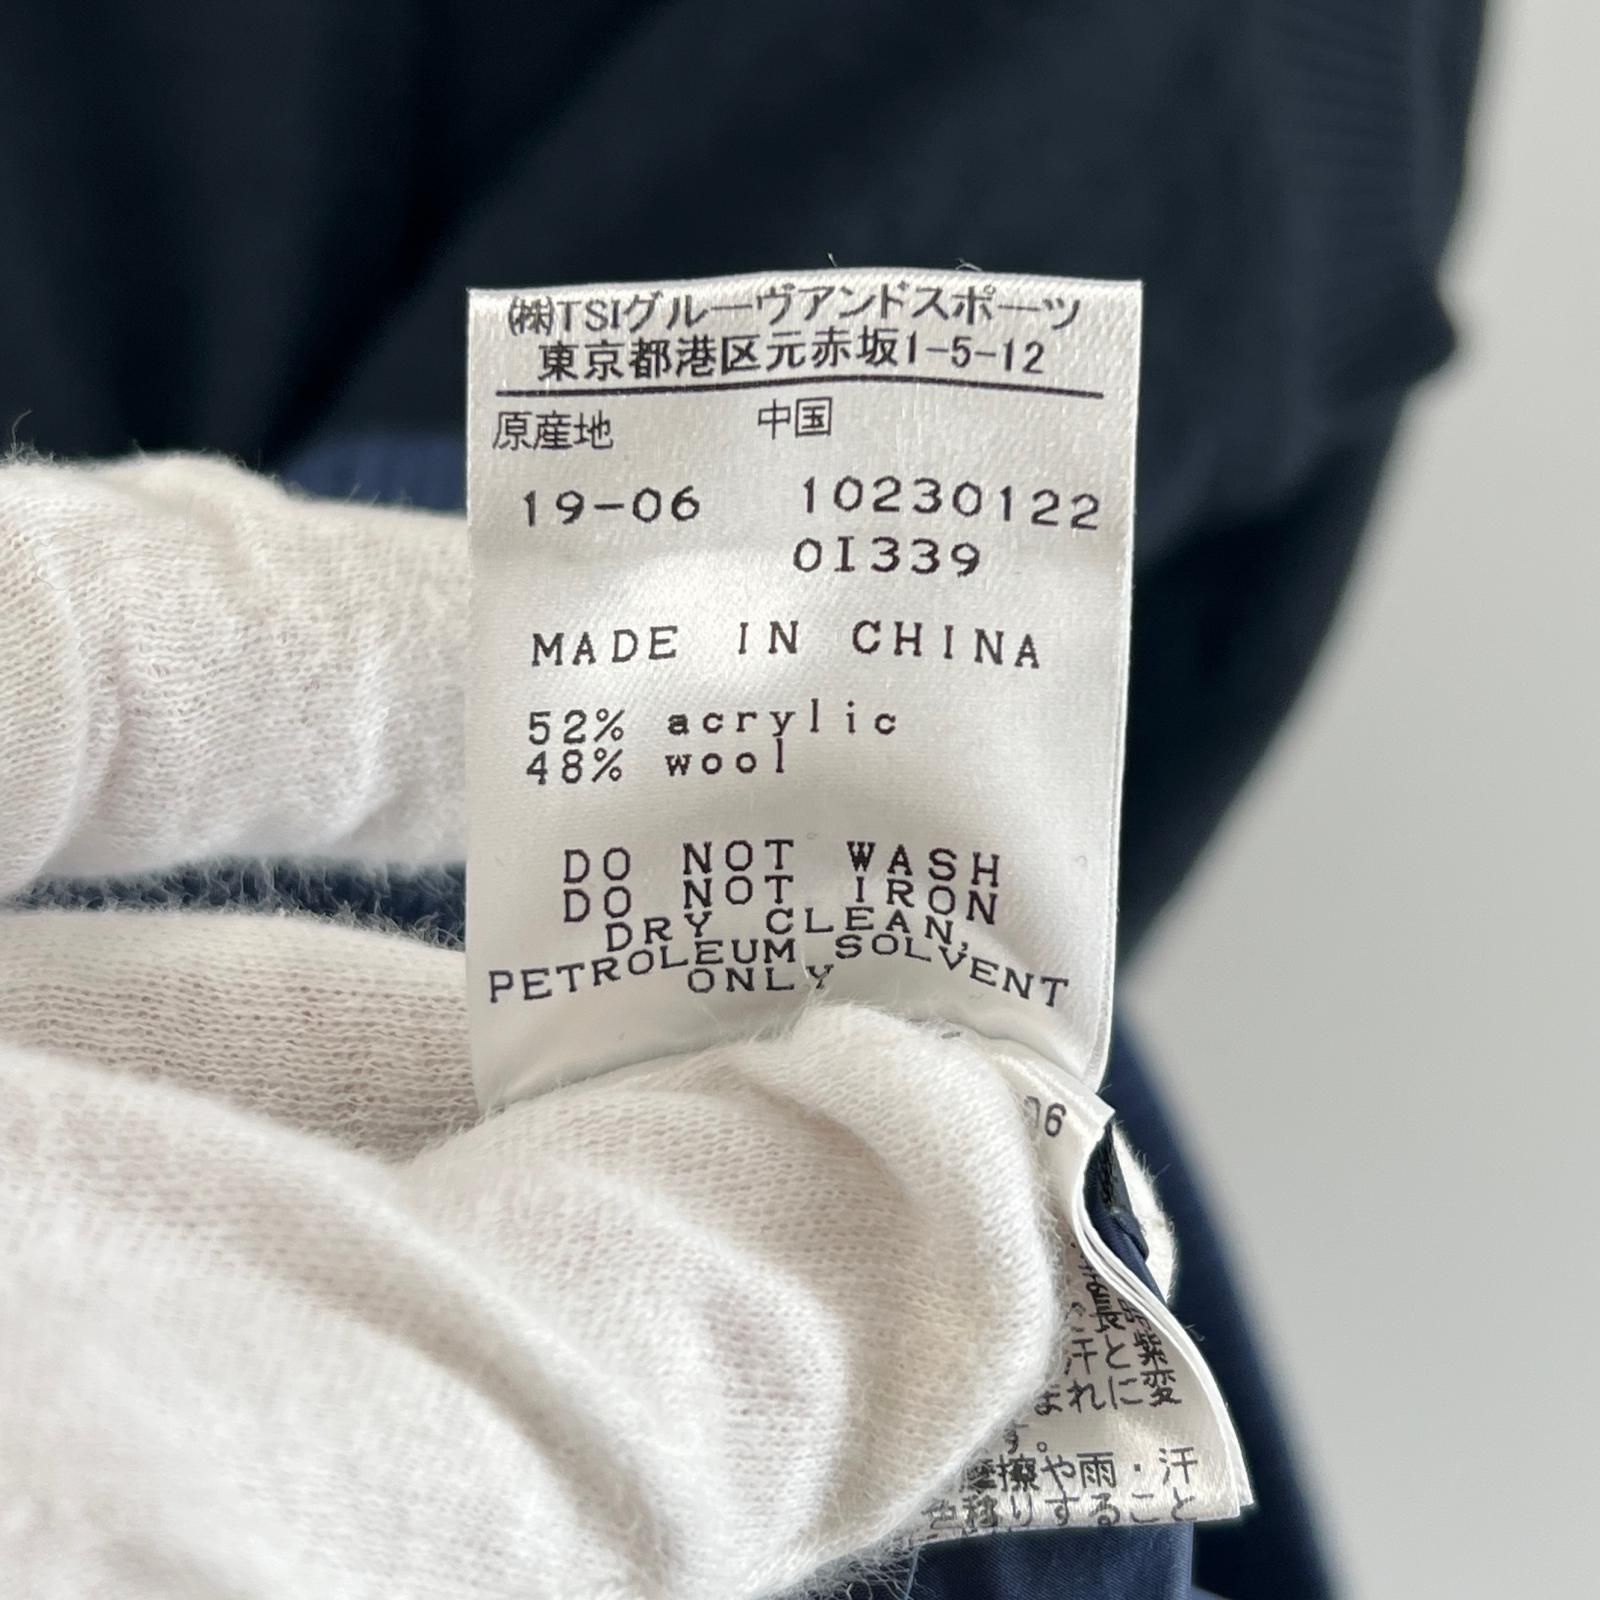 ㈱TSIグルーヴアンドスポーツ
東京都港区元赤坂1-5-12
原産地 中国
19-06 10230122
01339
MADE IN CHINA
52% acrylic
48% wool
DO NOT WASH
DO NOT IRON
DRY CLEAN,
PETROLEUM SOLVENT
ONLY
06
汗と
まれに変
す。
擦や雨・汗
色移りすること